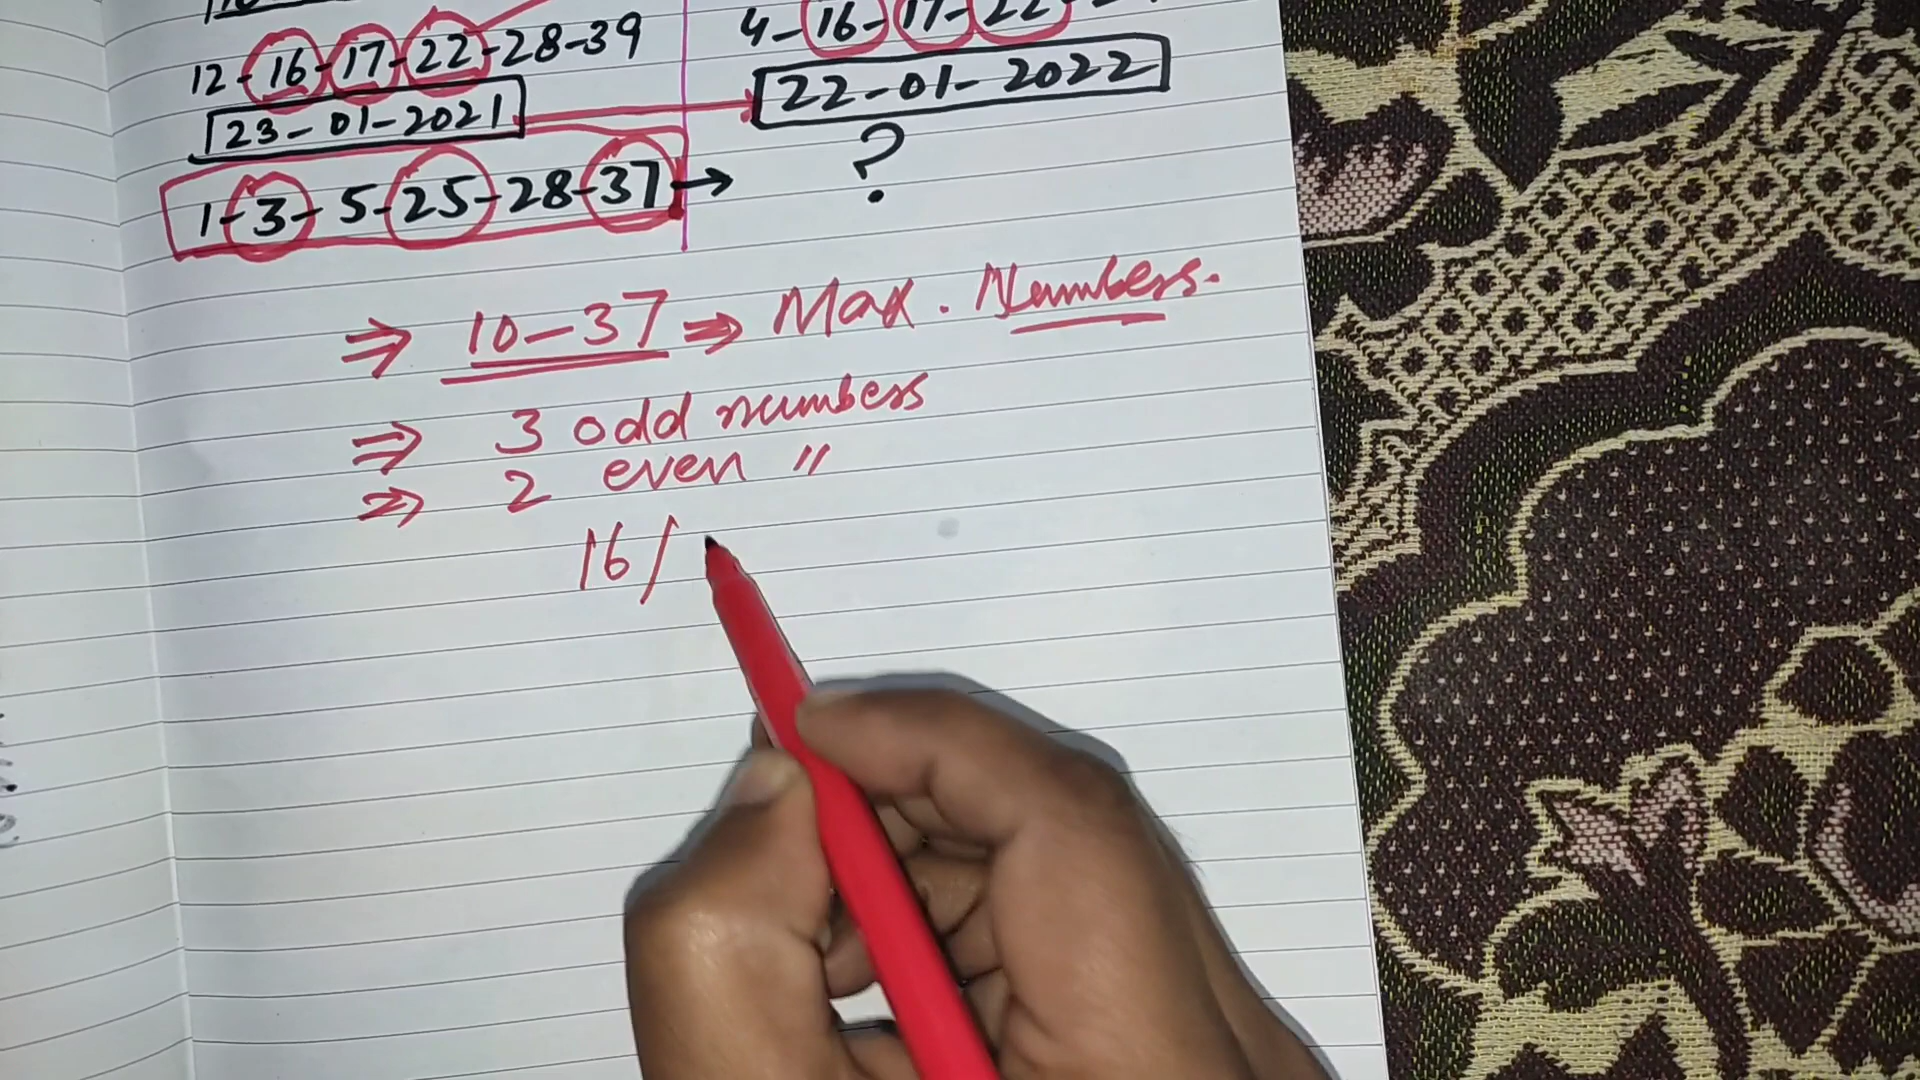 12-16-17-22-28-39
23-01-2021
1-3-5-25-28-37→
4-16-17-22-
22-01-2022
?
⇒ 10-37 ⇒ Max. Numbers.
⇒ 3 odd numbers
⇒ 2 even "
16/